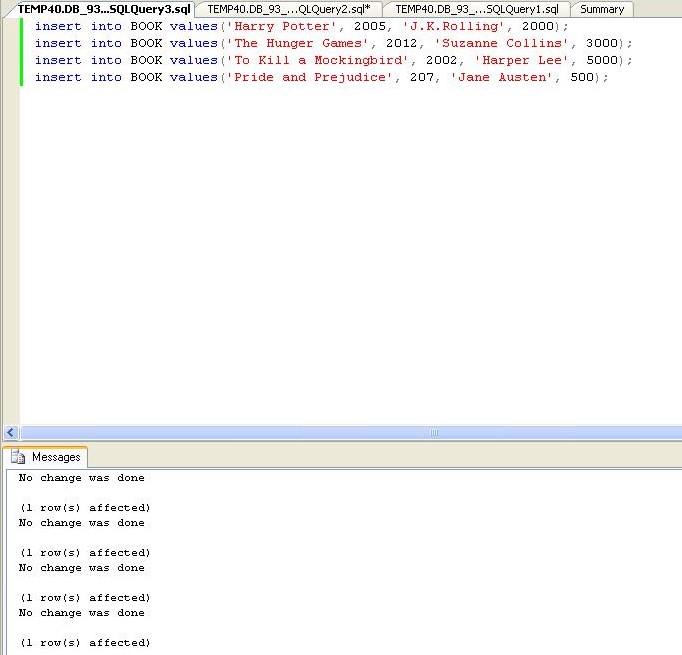 TEMP40.DB_93...SQLQuery3.sql TEMP40.DB_93_...QLQuery2.sql* TEMP40.DB_93_...SQLQuery1.sql Summary
insert into BOOK values('Harry Potter', 2005, 'J.K.Rolling', 2000);
insert into BOOK values('The Hunger Games', 2012, 'Suzanne Collins', 3000);
insert into BOOK values('To Kill a Mockingbird', 2002, 'Harper Lee', 5000);
insert into BOOK values('Pride and Prejudice', 207, 'Jane Austen', 500);
Messages
No change was done
(1 row(s) affected)
No change was done
(1 row(s) affected)
No change was done
(1 row(s) affected)
No change was done
(1 row(s) affected)